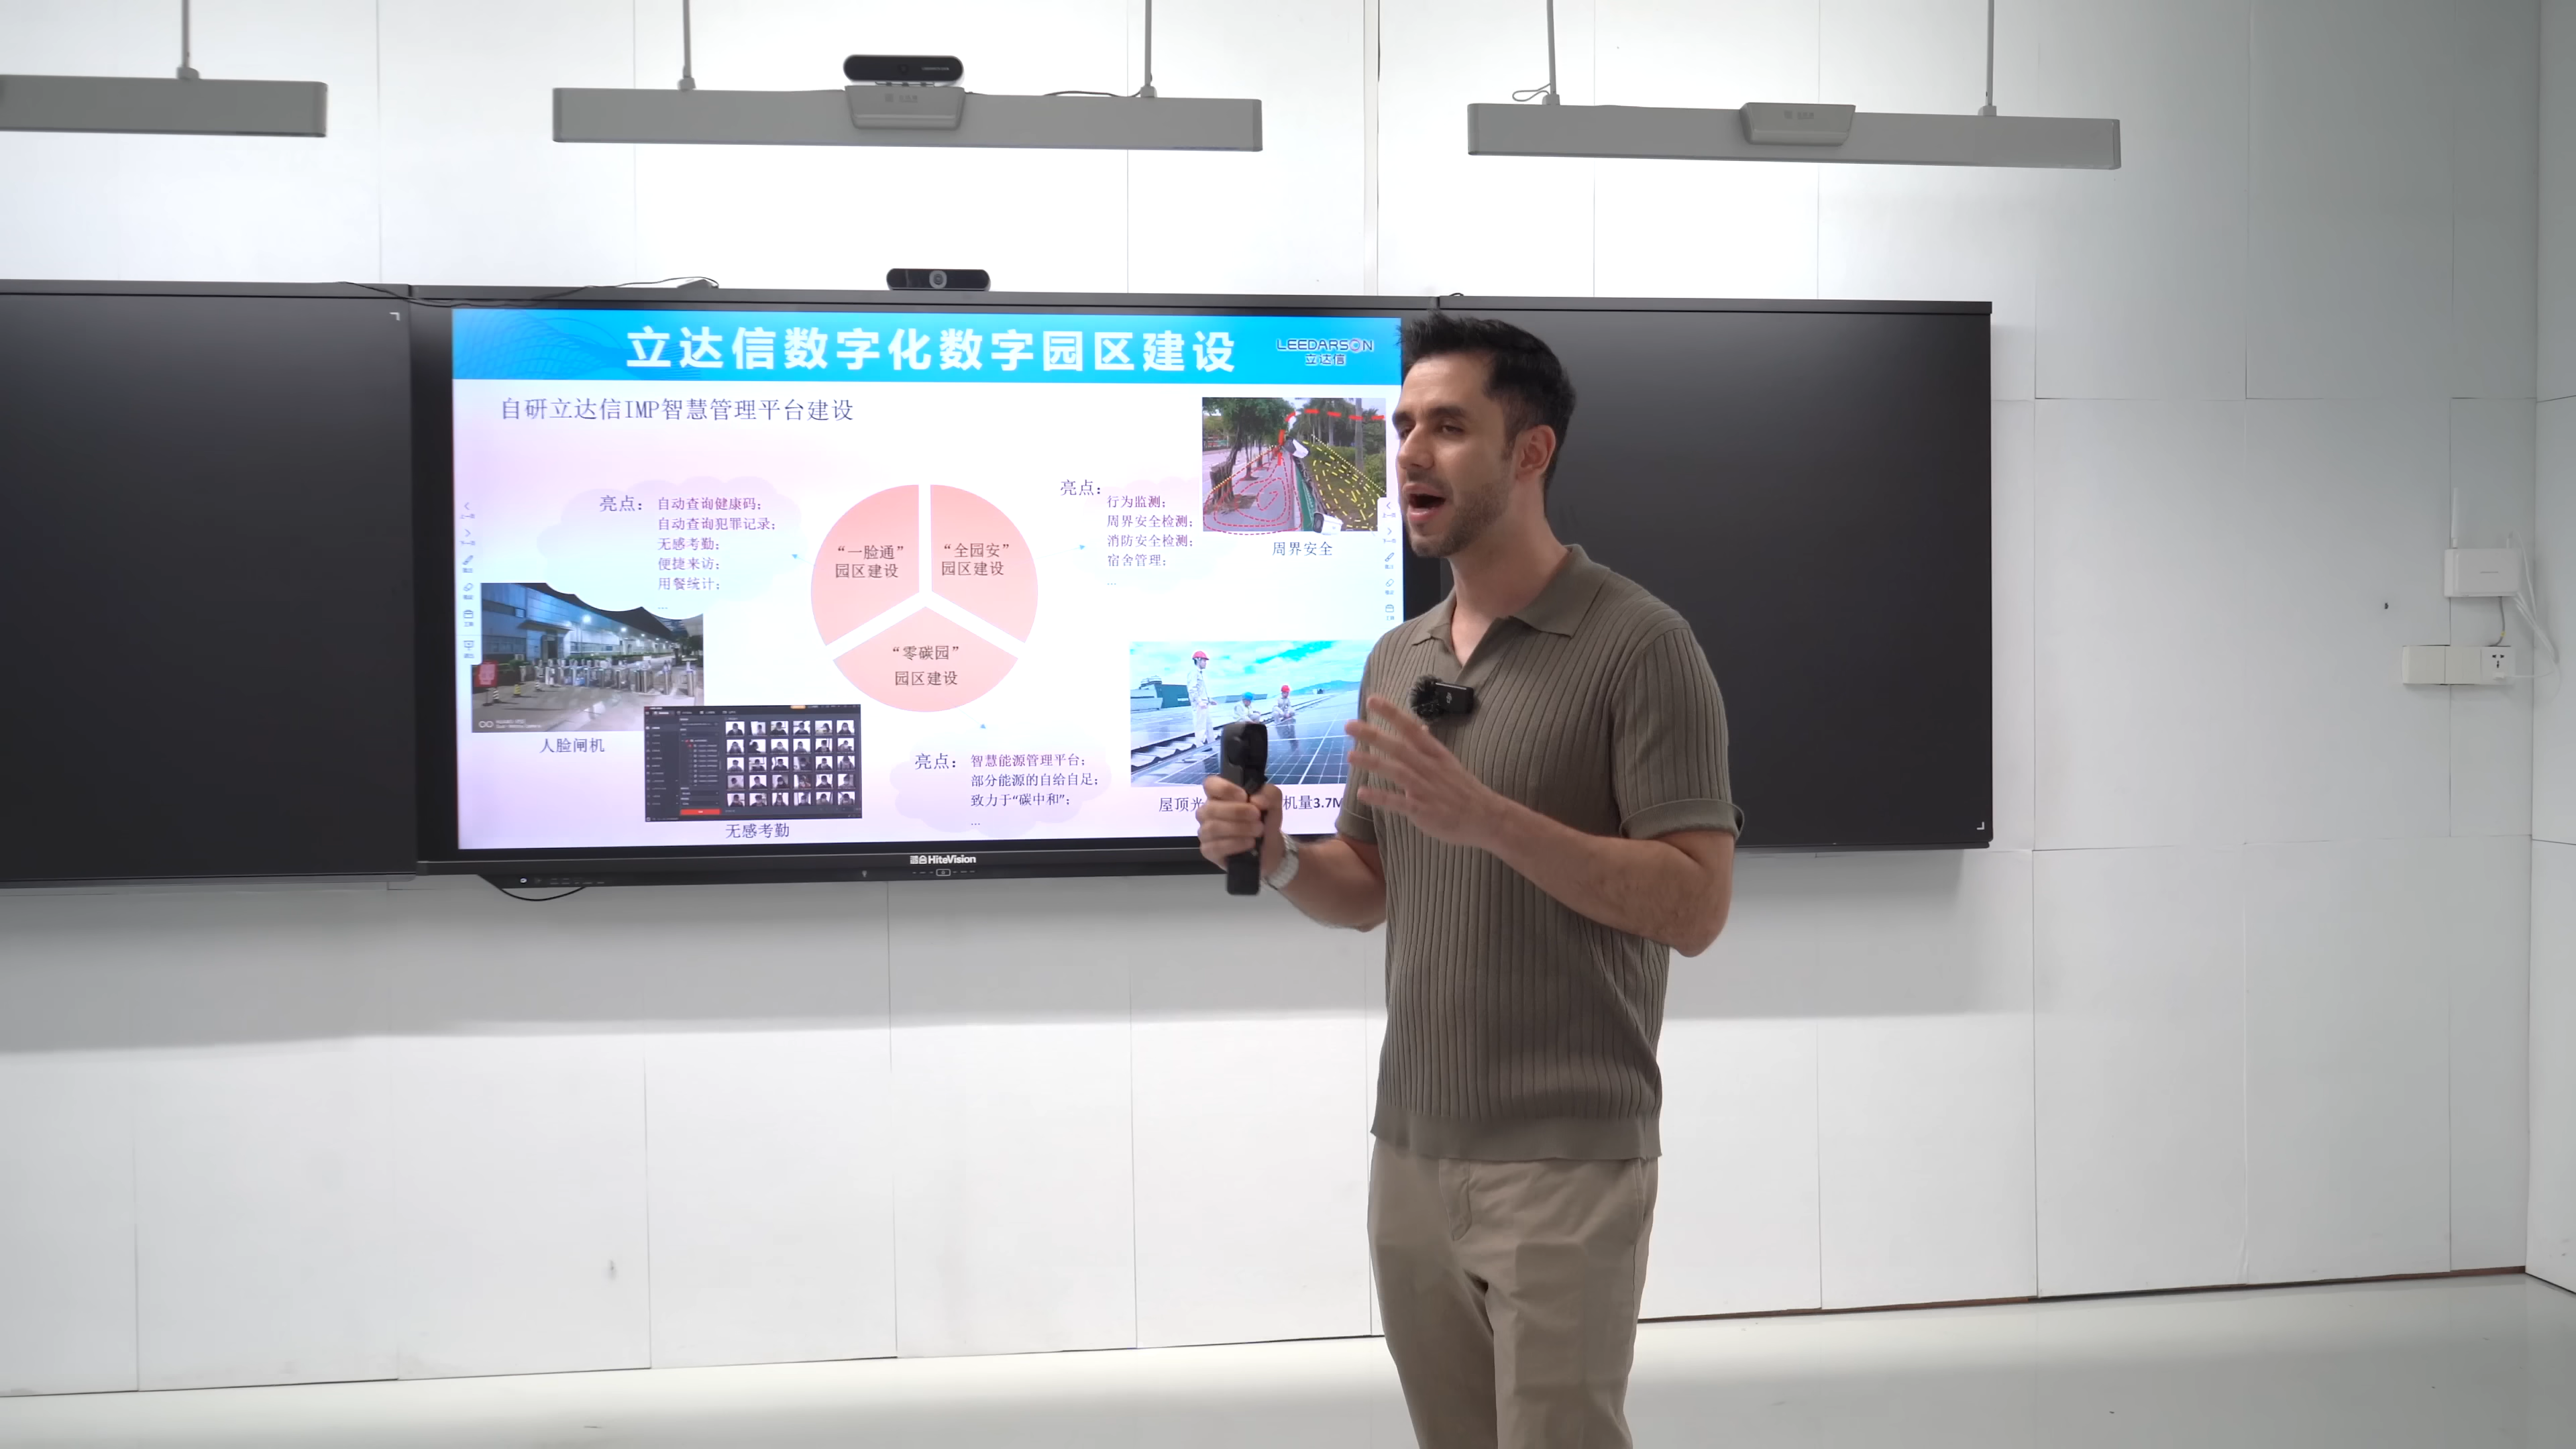 立达信数字化数字园区建设
LEEDARSON
立达信
自研立达信IMP智慧管理平台建设
亮点：
自动查询健康码；
自动查询犯罪记录；
无感考勤；
便捷来访；
用餐统计；
…
“一脸通”
园区建设
“全园安”
园区建设
“零碳园”
园区建设
亮点：
行为监测；
周界安全检测；
消防安全检测；
宿舍管理；
…
周界安全
人脸闸机
无感考勤
亮点：
智慧能源管理平台；
部分能源的自给自足；
致力于“碳中和”；
…
屋顶光
机量3.7M
HiteVision